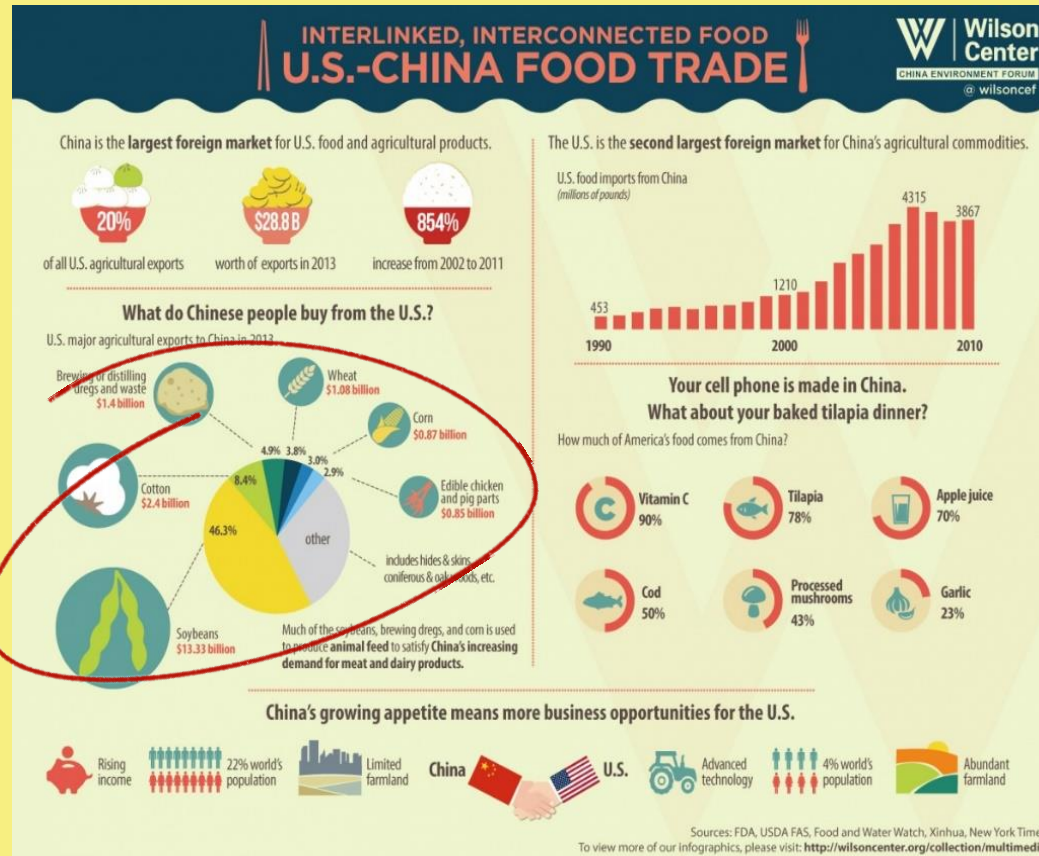 INTERLINKED, INTERCONNECTED FOOD
U.S.-CHINA FOOD TRADE
Wilson
Center
CHINA ENVIRONMENT FORUM
@ wilsoncef
China is the largest foreign market for U.S. food and agricultural products.
20%
of all U.S. agricultural exports
$28.8 B
worth of exports in 2013
854%
increase from 2002 to 2011
What do Chinese people buy from the U.S.?
U.S. major agricultural exports to China in 2013
Brewing or distilling
dregs and waste
$1.4 billion
Wheat
$1.08 billion
Corn
$0.87 billion
Edible chicken
and pig parts
$0.85 billion
Cotton
$2.4 billion
4.9%
3.8%
3.0%
2.9%
8.4%
46.3%
other
includes hides & skins,
coniferous & oak woods, etc.
Soybeans
$13.33 billion
Much of the soybeans, brewing dregs, and corn is used
to produce animal feed to satisfy China's increasing
demand for meat and dairy products.
The U.S. is the second largest foreign market for China's agricultural commodities.
U.S. food imports from China
(millions of pounds)
453
1210
4315
3867
1990
2000
2010
Your cell phone is made in China.
What about your baked tilapia dinner?
How much of America's food comes from China?
C
Vitamin C
90%
Tilapia
78%
Apple juice
70%
Cod
50%
Processed
mushrooms
43%
Garlic
23%
China's growing appetite means more business opportunities for the U.S.
Rising
income
22% world's
population
Limited
farmland
China
U.S.
Advanced
technology
4% world's
population
Abundant
farmland
Sources: FDA, USDA FAS, Food and Water Watch, Xinhua, New York Time
To view more of our infographics, please visit: http://wilsoncenter.org/collection/multimedi